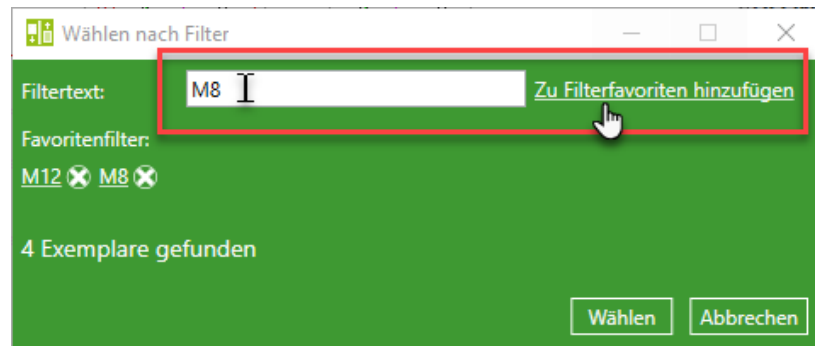 Wählen nach Filter
Filtertext: M8 Zu Filterfavoriten hinzufügen
Favoritenfilter:
M12 M8
4 Exemplare gefunden
Wählen Abbrechen